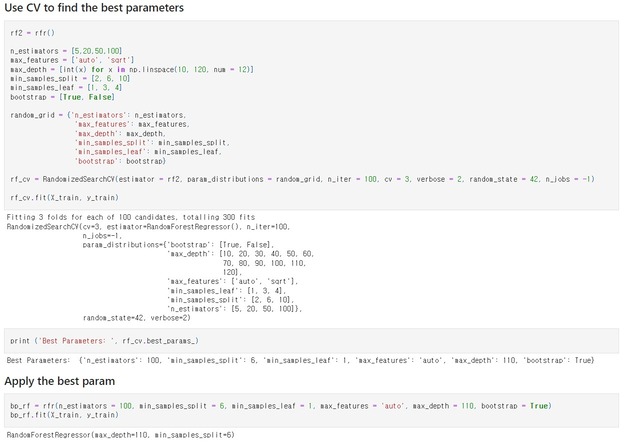 Use CV to find the best parameters
rf2 = rfr()
n_estimators = [5,20,50,100]
max_features = ['auto', 'sqrt']
max_depth = [int(x) for x in np.linspace(10, 120, num = 12)]
min_samples_split = [2, 6, 10]
min_samples_leaf = [1, 3, 4]
bootstrap = [True, False]
random_grid = {'n_estimators': n_estimators,
'max_features': max_features,
'max_depth': max_depth,
'min_samples_split': min_samples_split,
'min_samples_leaf': min_samples_leaf,
'bootstrap': bootstrap}
rf_cv = RandomizedSearchCV(estimator = rf2, param_distributions = random_grid, n_iter = 100, cv = 3, verbose = 2, random_state = 42, n_jobs = -1)
rf_cv.fit(X_train, y_train)
Fitting 3 folds for each of 100 candidates, totalling 300 fits
RandomizedSearchCV(cv=3, estimator=RandomForestRegressor(), n_iter=100,
n_jobs=-1,
param_distributions={'bootstrap': [True, False],
'max_depth': [10, 20, 30, 40, 50, 60,
70, 80, 90, 100, 110,
120],
'max_features': ['auto', 'sqrt'],
'min_samples_leaf': [1, 3, 4],
'min_samples_split': [2, 6, 10],
'n_estimators': [5, 20, 50, 100]},
random_state=42, verbose=2)
print ('Best Parameters: ', rf_cv.best_params_)
Best Parameters:  {'n_estimators': 100, 'min_samples_split': 6, 'min_samples_leaf': 1, 'max_features': 'auto', 'max_depth': 110, 'bootstrap': True}
Apply the best param
bp_rf = rfr(n_estimators = 100, min_samples_split = 6, min_samples_leaf = 1, max_features = 'auto', max_depth = 110, bootstrap = True)
bp_rf.fit(X_train, y_train)
RandomForestRegressor(max_depth=110, min_samples_split=6)